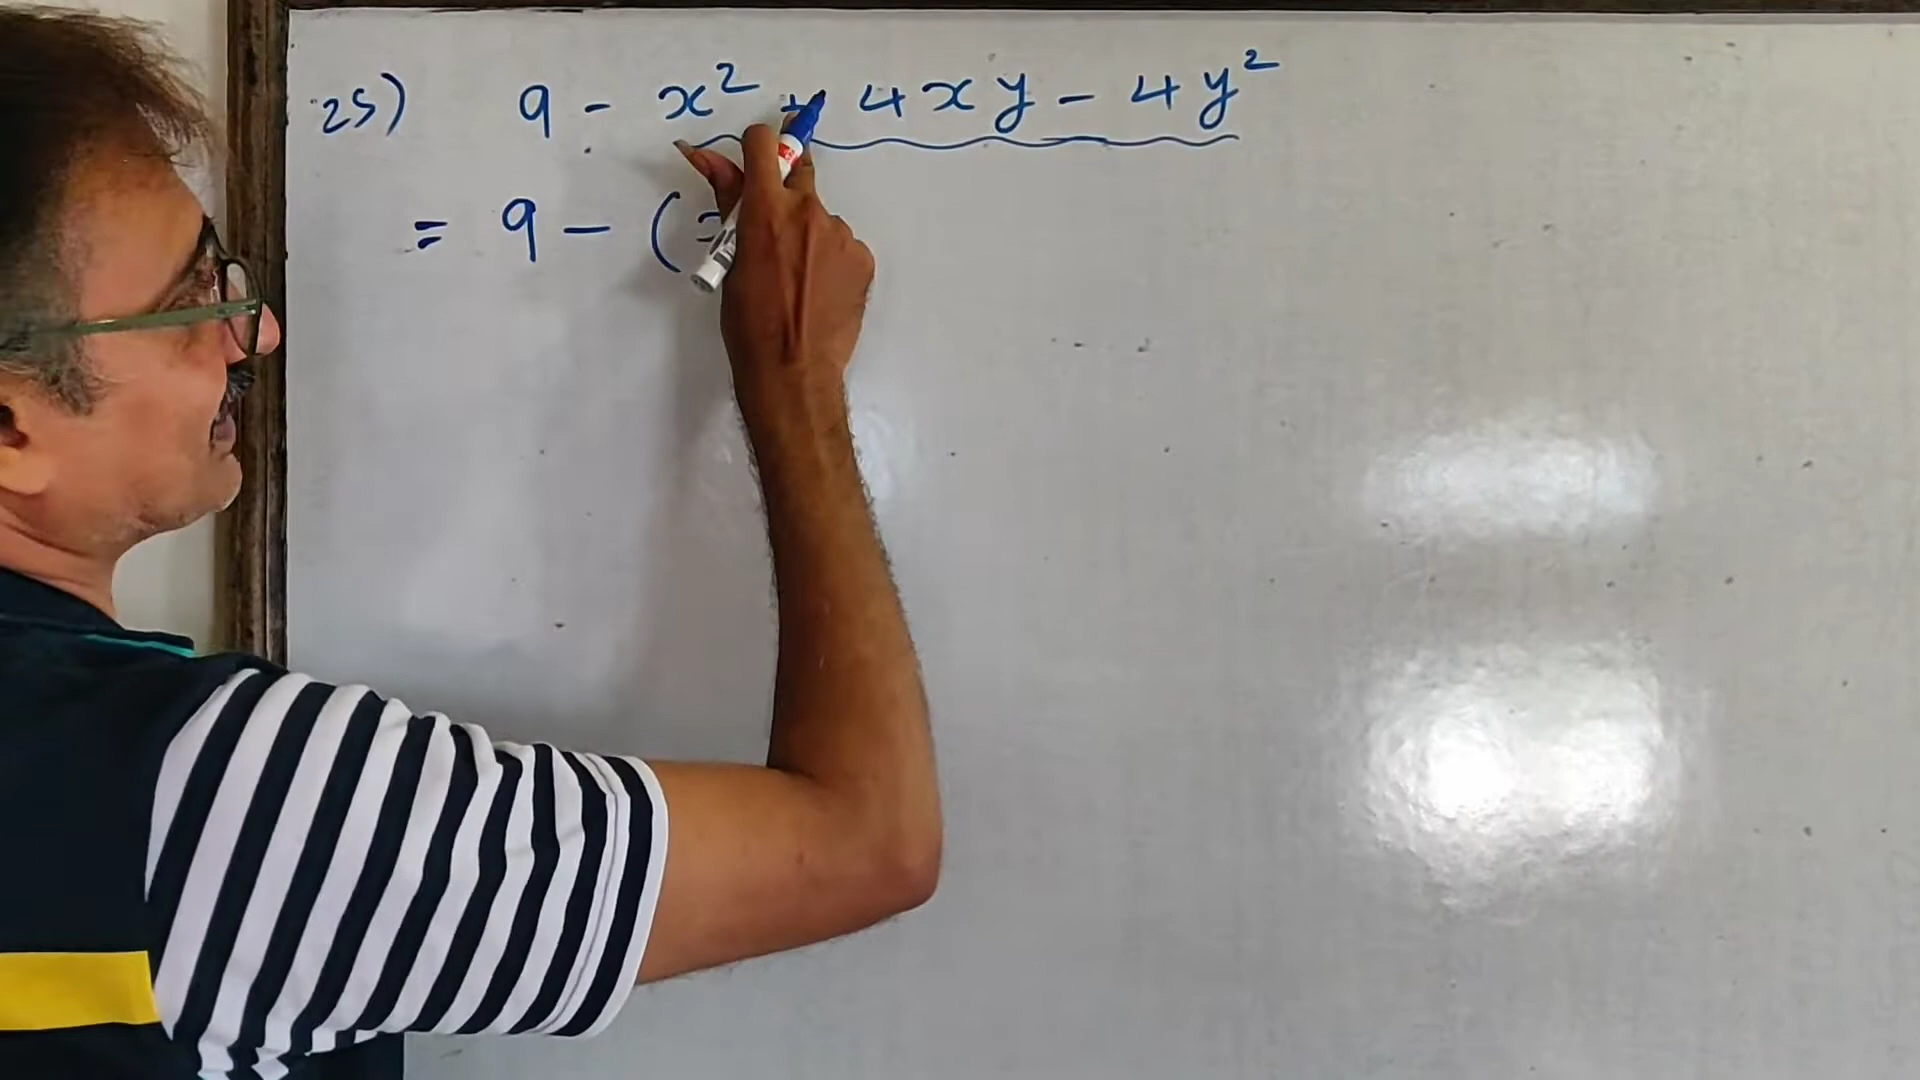 25) 9 - x² + 4xy - 4y²
= 9 - (